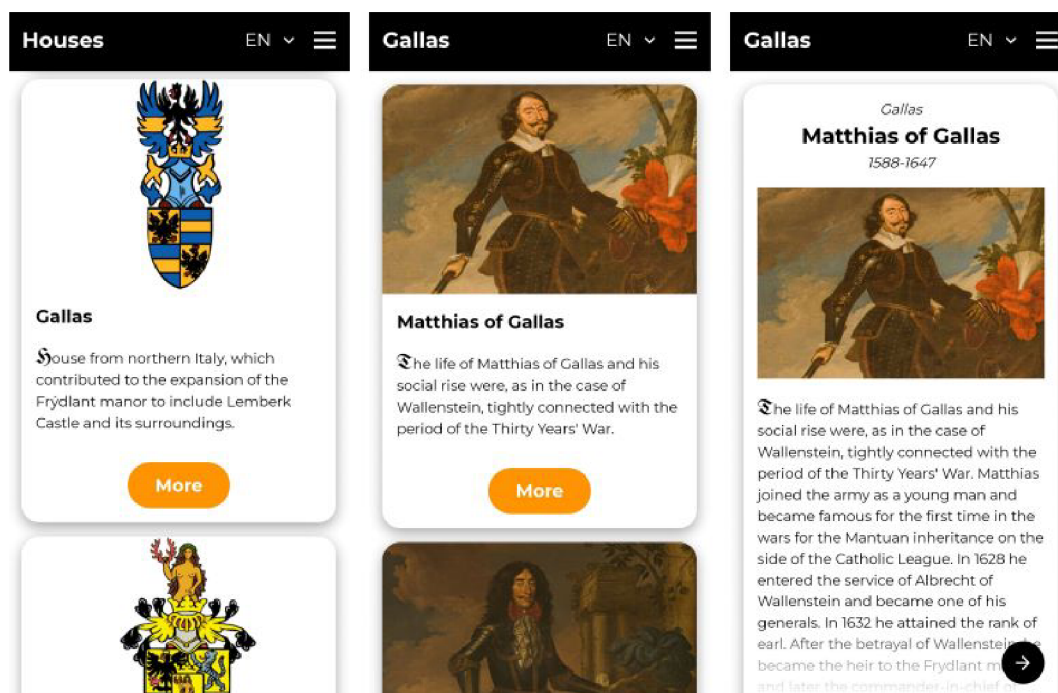 Houses
EN
Gallas
House from northern Italy, which
contributed to the expansion of the
Frýdlant manor to include Lemberk
Castle and its surroundings.
More
Gallas
EN
Matthias of Gallas
The life of Matthias of Gallas and his
social rise were, as in the case of
Wallenstein, tightly connected with the
period of the Thirty Years' War.
More
Gallas
EN
Gallas
Matthias of Gallas
1588-1647
The life of Matthias of Gallas and his
social rise were, as in the case of
Wallenstein, tightly connected with the
period of the Thirty Years' War. Matthias
joined the army as a young man and
became famous for the first time in the
wars for the Mantuan inheritance on the
side of the Catholic League. In 1628 he
entered the service of Albrecht of
Wallenstein and became one of his
generals. In 1632 he attained the rank of
earl. After the betrayal of Wallenstein
became the heir to the Frydlant
and later the commander-in-chief of